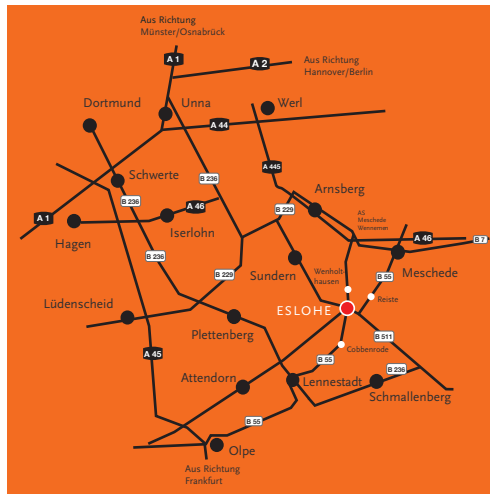 Aus Richtung
Münster/Osnabrück
A 1
A 2
Aus Richtung
Hannover/Berlin
Dortmund
Unna
Werl
A 44
A 445
Schwerte
B 236
B 236
A 46
Arnsberg
B 229
AS
Meschede
Wennemen
A 1
Hagen
Iserlohn
A 46
B 7
B 236
B 229
Sundern
Wenholt-
hausen
B 55
Meschede
Reiste
Lüdenscheid
ESLOHE
Plettenberg
B 511
A 45
Cobbenrode
B 55
B 236
Attendorn
Lennestadt
Schmallenberg
B 55
Olpe
Aus Richtung
Frankfurt